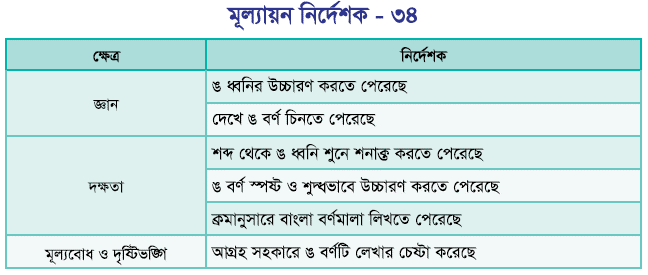 মূল্যায়ন নির্দেশক - ৩৪
ক্ষেত্র নির্দেশক
জ্ঞান
ঙ ধ্বনির উচ্চারণ করতে পেরেছে
দেখে ঙ বর্ণ চিনতে পেরেছে
দক্ষতা
শব্দ থেকে ঙ ধ্বনি শুনে শনাক্ত করতে পেরেছে
ঙ বর্ণ স্পষ্ট ও শুদ্ধভাবে উচ্চারণ করতে পেরেছে
ক্রমানুসারে বাংলা বর্ণমালা লিখতে পেরেছে
মূল্যবোধ ও দৃষ্টিভঙ্গি আগ্রহ সহকারে ঙ বর্ণটি লেখার চেষ্টা করেছে